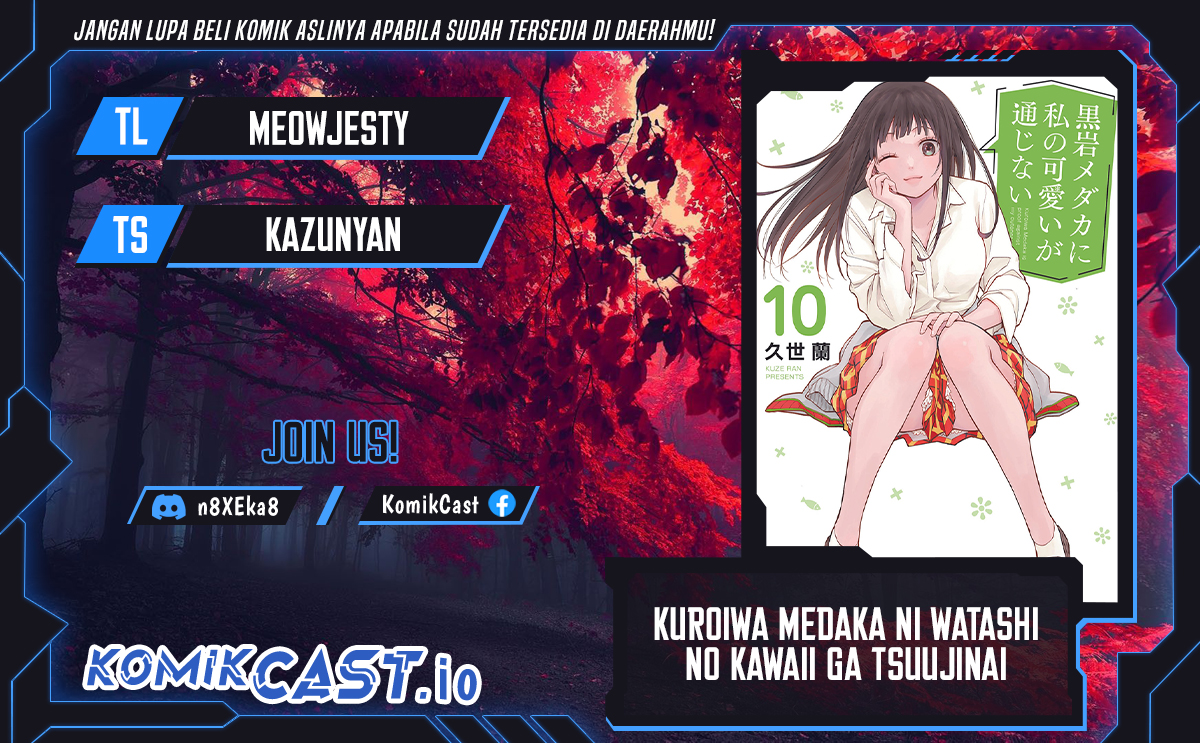 JANGAN LUPA BELI KOMIK ASLINYA APABILA SUDAH TERSEDIA DI DAERAHMU!
TL MEOWJESTY
TS KAZUNYAN
JOIN US!
n8XEka8 / KomikCast
KOMIKCAST.io
黒岩メダカに
私の可愛いが
通じない
10
久世 蘭
KUZE RAN
PRESENTS
KUROIWA MEDAKA NI WATASHI
NO KAWAII GA TSUUJINAI